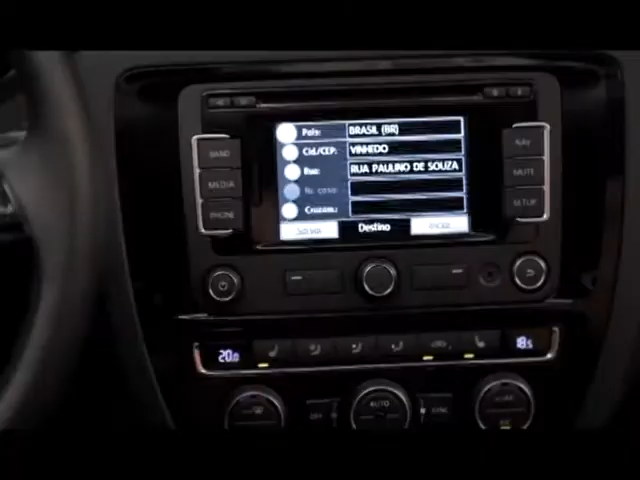 BAND
MEDIA
PHONE
País: BRASIL (BR)
Cid./CEP: VINHEDO
Rua: RUA PAULINO DE SOUZA
Cruzam.:
Destino
NAV
MUTE
SETUP
20.0
18.5
AUTO